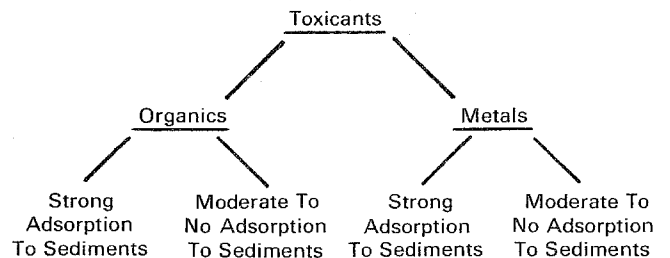 Toxicants
Organics
Metals
Strong
Adsorption
To Sediments
Moderate To
No Adsorption
To Sediments
Strong
Adsorption
To Sediments
Moderate To
No Adsorption
To Sediments